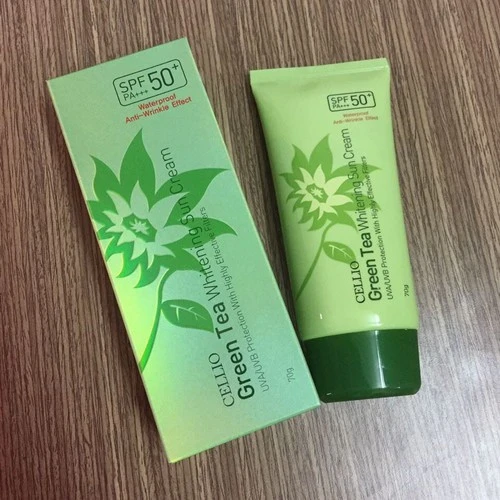 SPF 50+
PA+++
Waterproof
Anti-Wrinkle Effect
CELLIO
Green Tea Whitening Sun Cream
UVA/UVB Protection With Highly Effective Filters
70g
SPF 50+
PA+++
Waterproof
Anti-Wrinkle Effect
CELLIO
Green Tea Whitening Sun Cream
UVA/UVB Protection With Highly Effective Filters
70g